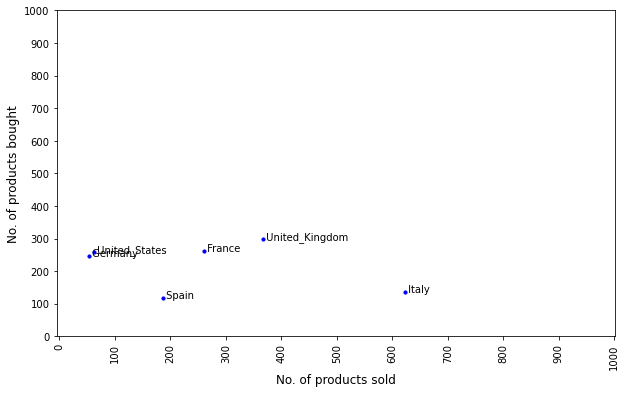 1000
900
800
700
600
500
400
300
200
100
0
No. of products bought
United_Kingdom
France
United_States
Germany
Italy
Spain
0
100
200
300
400
500
600
700
800
900
1000
No. of products sold